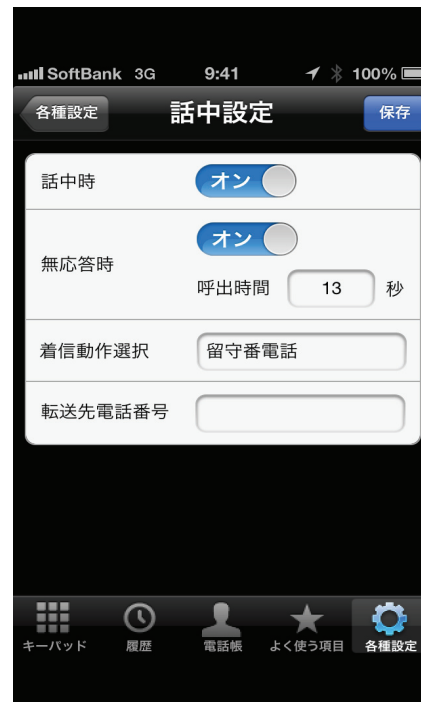 SoftBank 3G 9:41 100%
各種設定 話中設定 保存
話中時 オン
オン
無応答時
呼出時間 13 秒
着信動作選択 留守番電話
転送先電話番号
キーパッド 履歴 電話帳 よく使う項目 各種設定